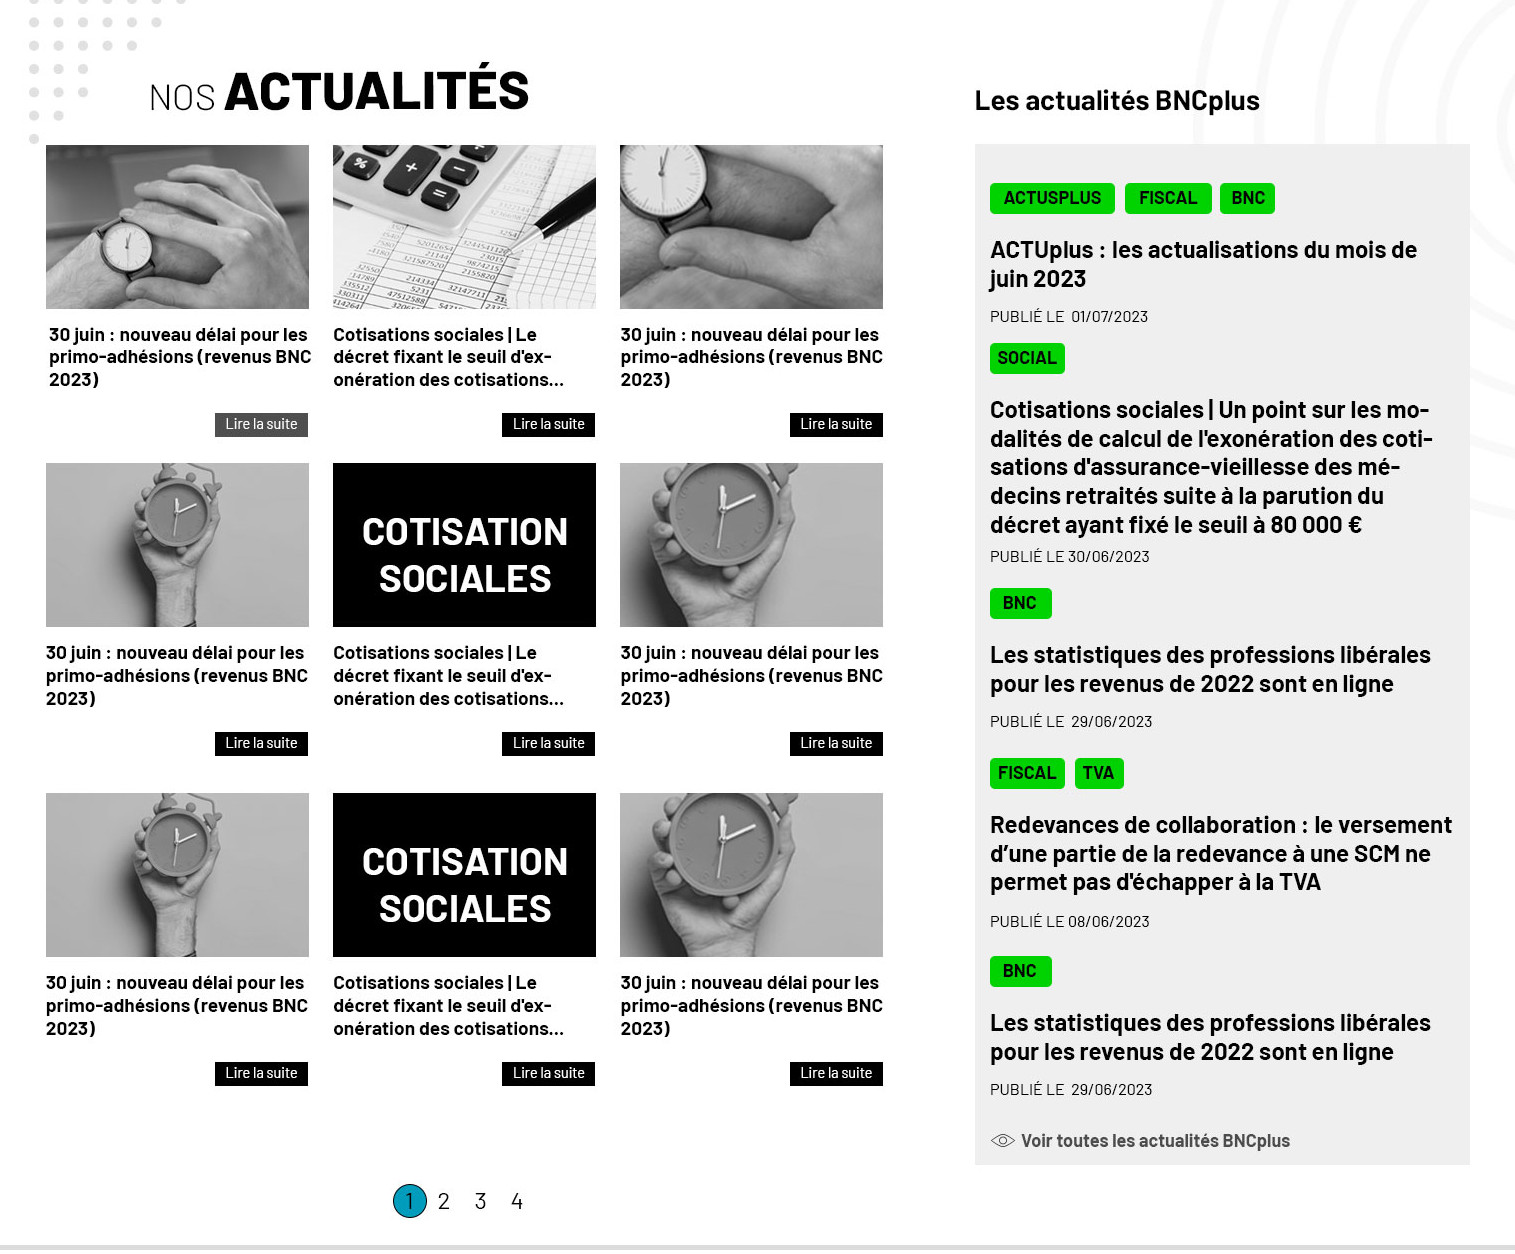 NOS ACTUALITÉS
30 juin : nouveau délai pour les
primo-adhésions (revenus BNC
2023)
Lire la suite
Cotisations sociales | Le
décret fixant le seuil d'ex-
onération des cotisations...
Lire la suite
30 juin : nouveau délai pour les
primo-adhésions (revenus BNC
2023)
Lire la suite
30 juin : nouveau délai pour les
primo-adhésions (revenus BNC
2023)
Lire la suite
COTISATION
SOCIALES
Cotisations sociales | Le
décret fixant le seuil d'ex-
onération des cotisations...
Lire la suite
30 juin : nouveau délai pour les
primo-adhésions (revenus BNC
2023)
Lire la suite
30 juin : nouveau délai pour les
primo-adhésions (revenus BNC
2023)
Lire la suite
COTISATION
SOCIALES
Cotisations sociales | Le
décret fixant le seuil d'ex-
onération des cotisations...
Lire la suite
30 juin : nouveau délai pour les
primo-adhésions (revenus BNC
2023)
Lire la suite
1 2 3 4
Les actualités BNCplus
ACTUSPLUS FISCAL BNC
ACTUplus : les actualisations du mois de
juin 2023
PUBLIÉ LE 01/07/2023
SOCIAL
Cotisations sociales | Un point sur les mo-
dalités de calcul de l'exonération des coti-
sations d'assurance-vieillesse des mé-
decins retraités suite à la parution du
décret ayant fixé le seuil à 80 000 €
PUBLIÉ LE 30/06/2023
BNC
Les statistiques des professions libérales
pour les revenus de 2022 sont en ligne
PUBLIÉ LE 29/06/2023
FISCAL TVA
Redevances de collaboration : le versement
d’une partie de la redevance à une SCM ne
permet pas d'échapper à la TVA
PUBLIÉ LE 08/06/2023
BNC
Les statistiques des professions libérales
pour les revenus de 2022 sont en ligne
PUBLIÉ LE 29/06/2023
Voir toutes les actualités BNCplus